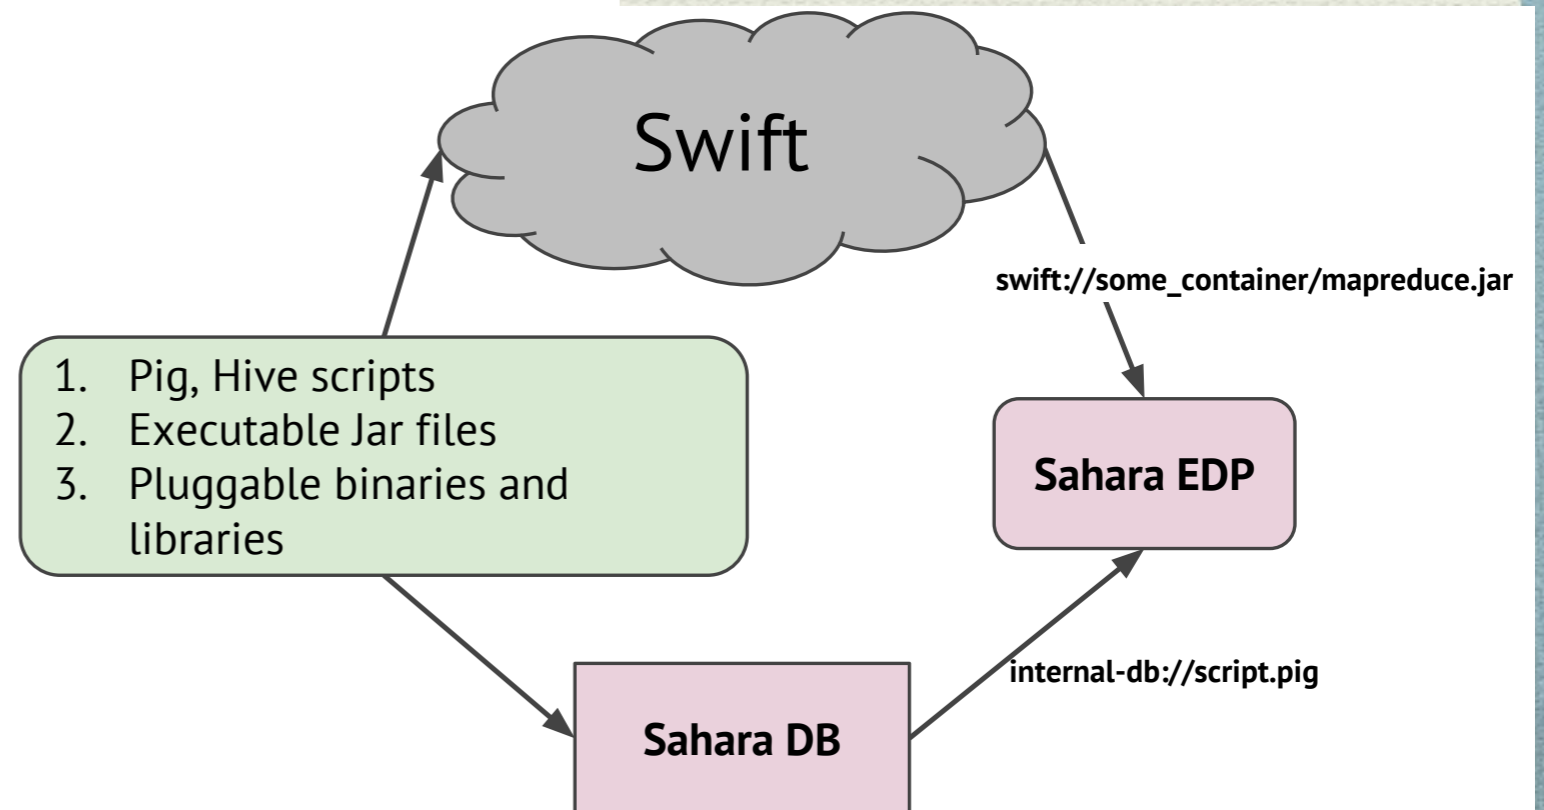 Swift
swift://some_container/mapreduce.jar
1. Pig, Hive scripts
2. Executable Jar files
3. Pluggable binaries and
libraries
Sahara EDP
internal-db://script.pig
Sahara DB